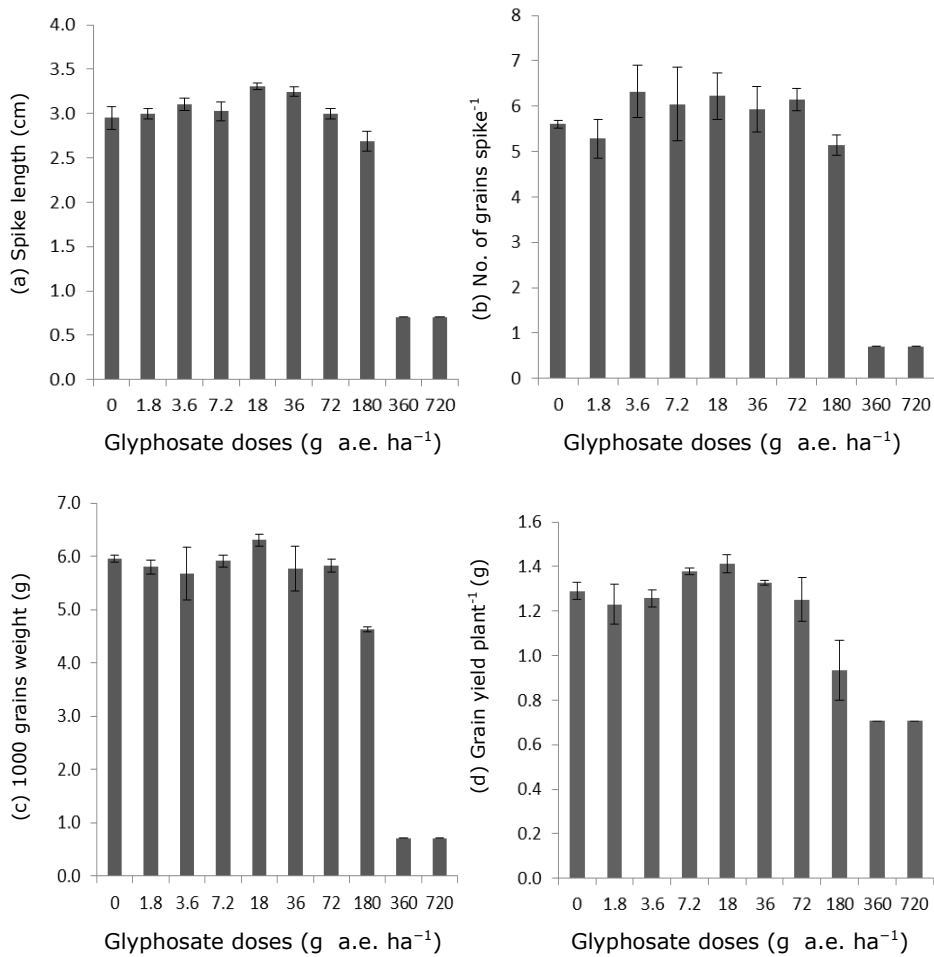 (a) Spike length (cm)
4.0
3.5
3.0
2.5
2.0
1.5
1.0
0.5
0.0
0 1.8 3.6 7.2 18 36 72 180 360 720
Glyphosate doses (g a.e. ha⁻¹)
(b) No. of grains spike⁻¹
8
7
6
5
4
3
2
1
0
0 1.8 3.6 7.2 18 36 72 180 360 720
Glyphosate doses (g a.e. ha⁻¹)
(c) 1000 grains weight (g)
7.0
6.0
5.0
4.0
3.0
2.0
1.0
0.0
0 1.8 3.6 7.2 18 36 72 180 360 720
Glyphosate doses (g a.e. ha⁻¹)
(d) Grain yield plant⁻¹ (g)
1.6
1.4
1.2
1.0
0.8
0.6
0.4
0.2
0.0
0 1.8 3.6 7.2 18 36 72 180 360 720
Glyphosate doses (g a.e. ha⁻¹)